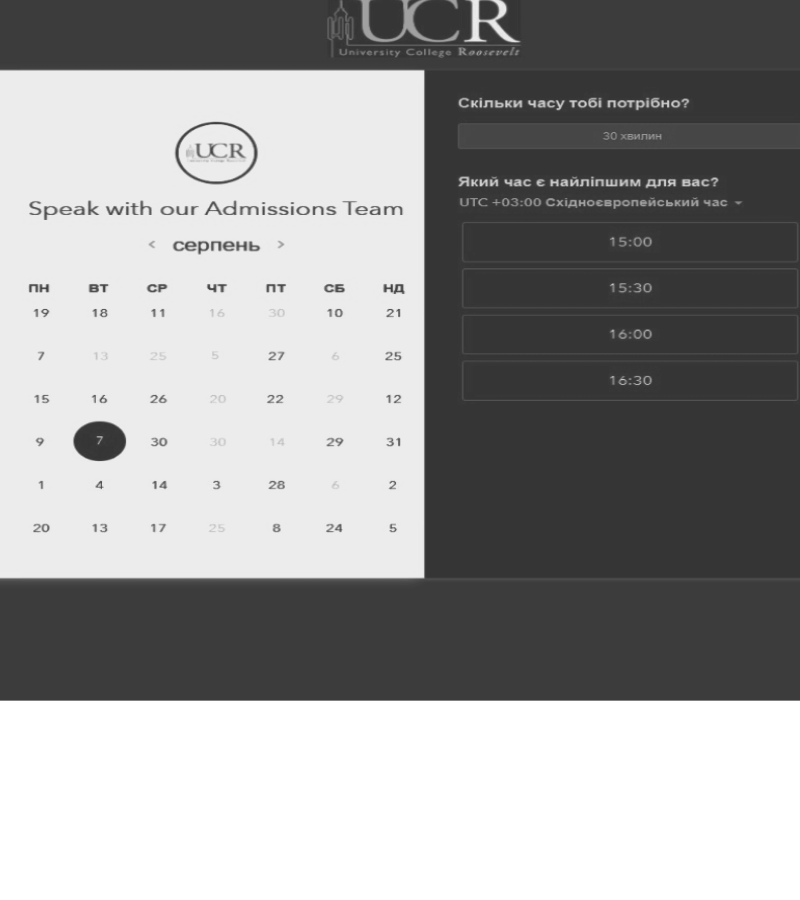 UCR
University College Roosevelt
UCR
Speak with our Admissions Team
< серпень >
ПН ВТ СР ЧТ ПТ СБ НД
19 18 11 16 30 10 21
7 13 25 5 27 6 25
15 16 26 20 22 29 12
9 7 30 30 14 29 31
1 4 14 3 28 6 2
20 13 17 25 8 24 5
Скільки часу тобі потрібно?
30 хвилин
Який час є найліпшим для вас?
UTC +03:00 Східноєвропейський час
15:00
15:30
16:00
16:30